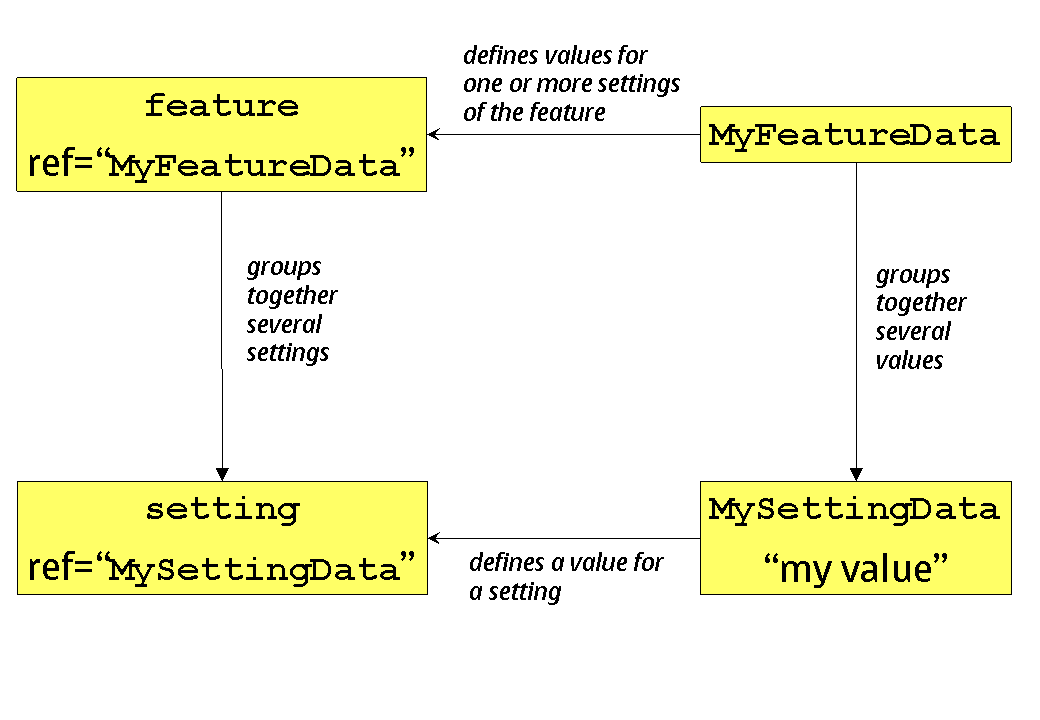 defines values for
one or more settings
of the feature
feature
ref=“MyFeatureData”
MyFeatureData
groups
together
several
settings
groups
together
several
values
setting
ref=“MySettingData”
defines a value for
a setting
MySettingData
“my value”